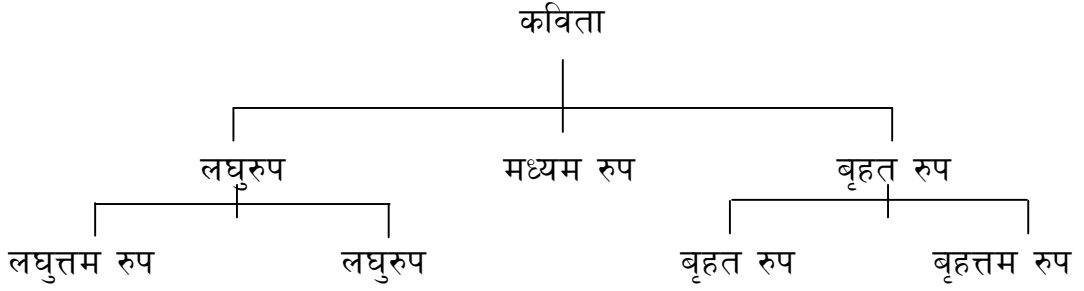 कविता
लघुरुप मध्यम रुप बृहत रुप
लघुत्तम रुप लघुरुप बृहत रुप बृहत्तम रुप